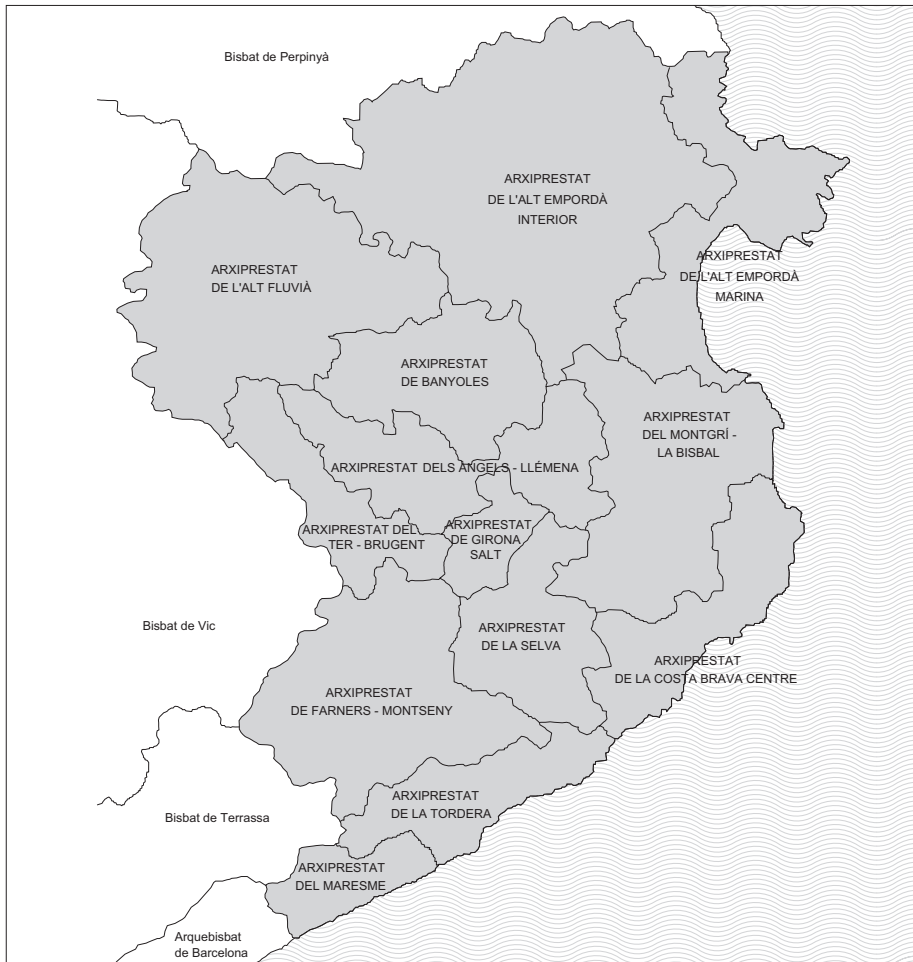 Bisbat de Perpinyà
ARXIPRESTAT
DE L'ALT EMPORDÀ
INTERIOR
ARXIPRESTAT
DE L'ALT EMPORDÀ
MARINA
ARXIPRESTAT
DE L'ALT FLUVIÀ
ARXIPRESTAT
DE BANYOLES
ARXIPRESTAT
DEL MONTGRÍ -
LA BISBAL
ARXIPRESTAT DELS ÀNGELS - LLÉMENA
ARXIPRESTAT DEL
TER - BRUGENT
ARXIPRESTAT
DE GIRONA
SALT
Bisbat de Vic
ARXIPRESTAT
DE LA SELVA
ARXIPRESTAT
DE LA COSTA BRAVA CENTRE
ARXIPRESTAT
DE FARNERS - MONTSENY
ARXIPRESTAT
DE LA TORDERA
Bisbat de Terrassa
ARXIPRESTAT
DEL MARESME
Arquebisbat
de Barcelona